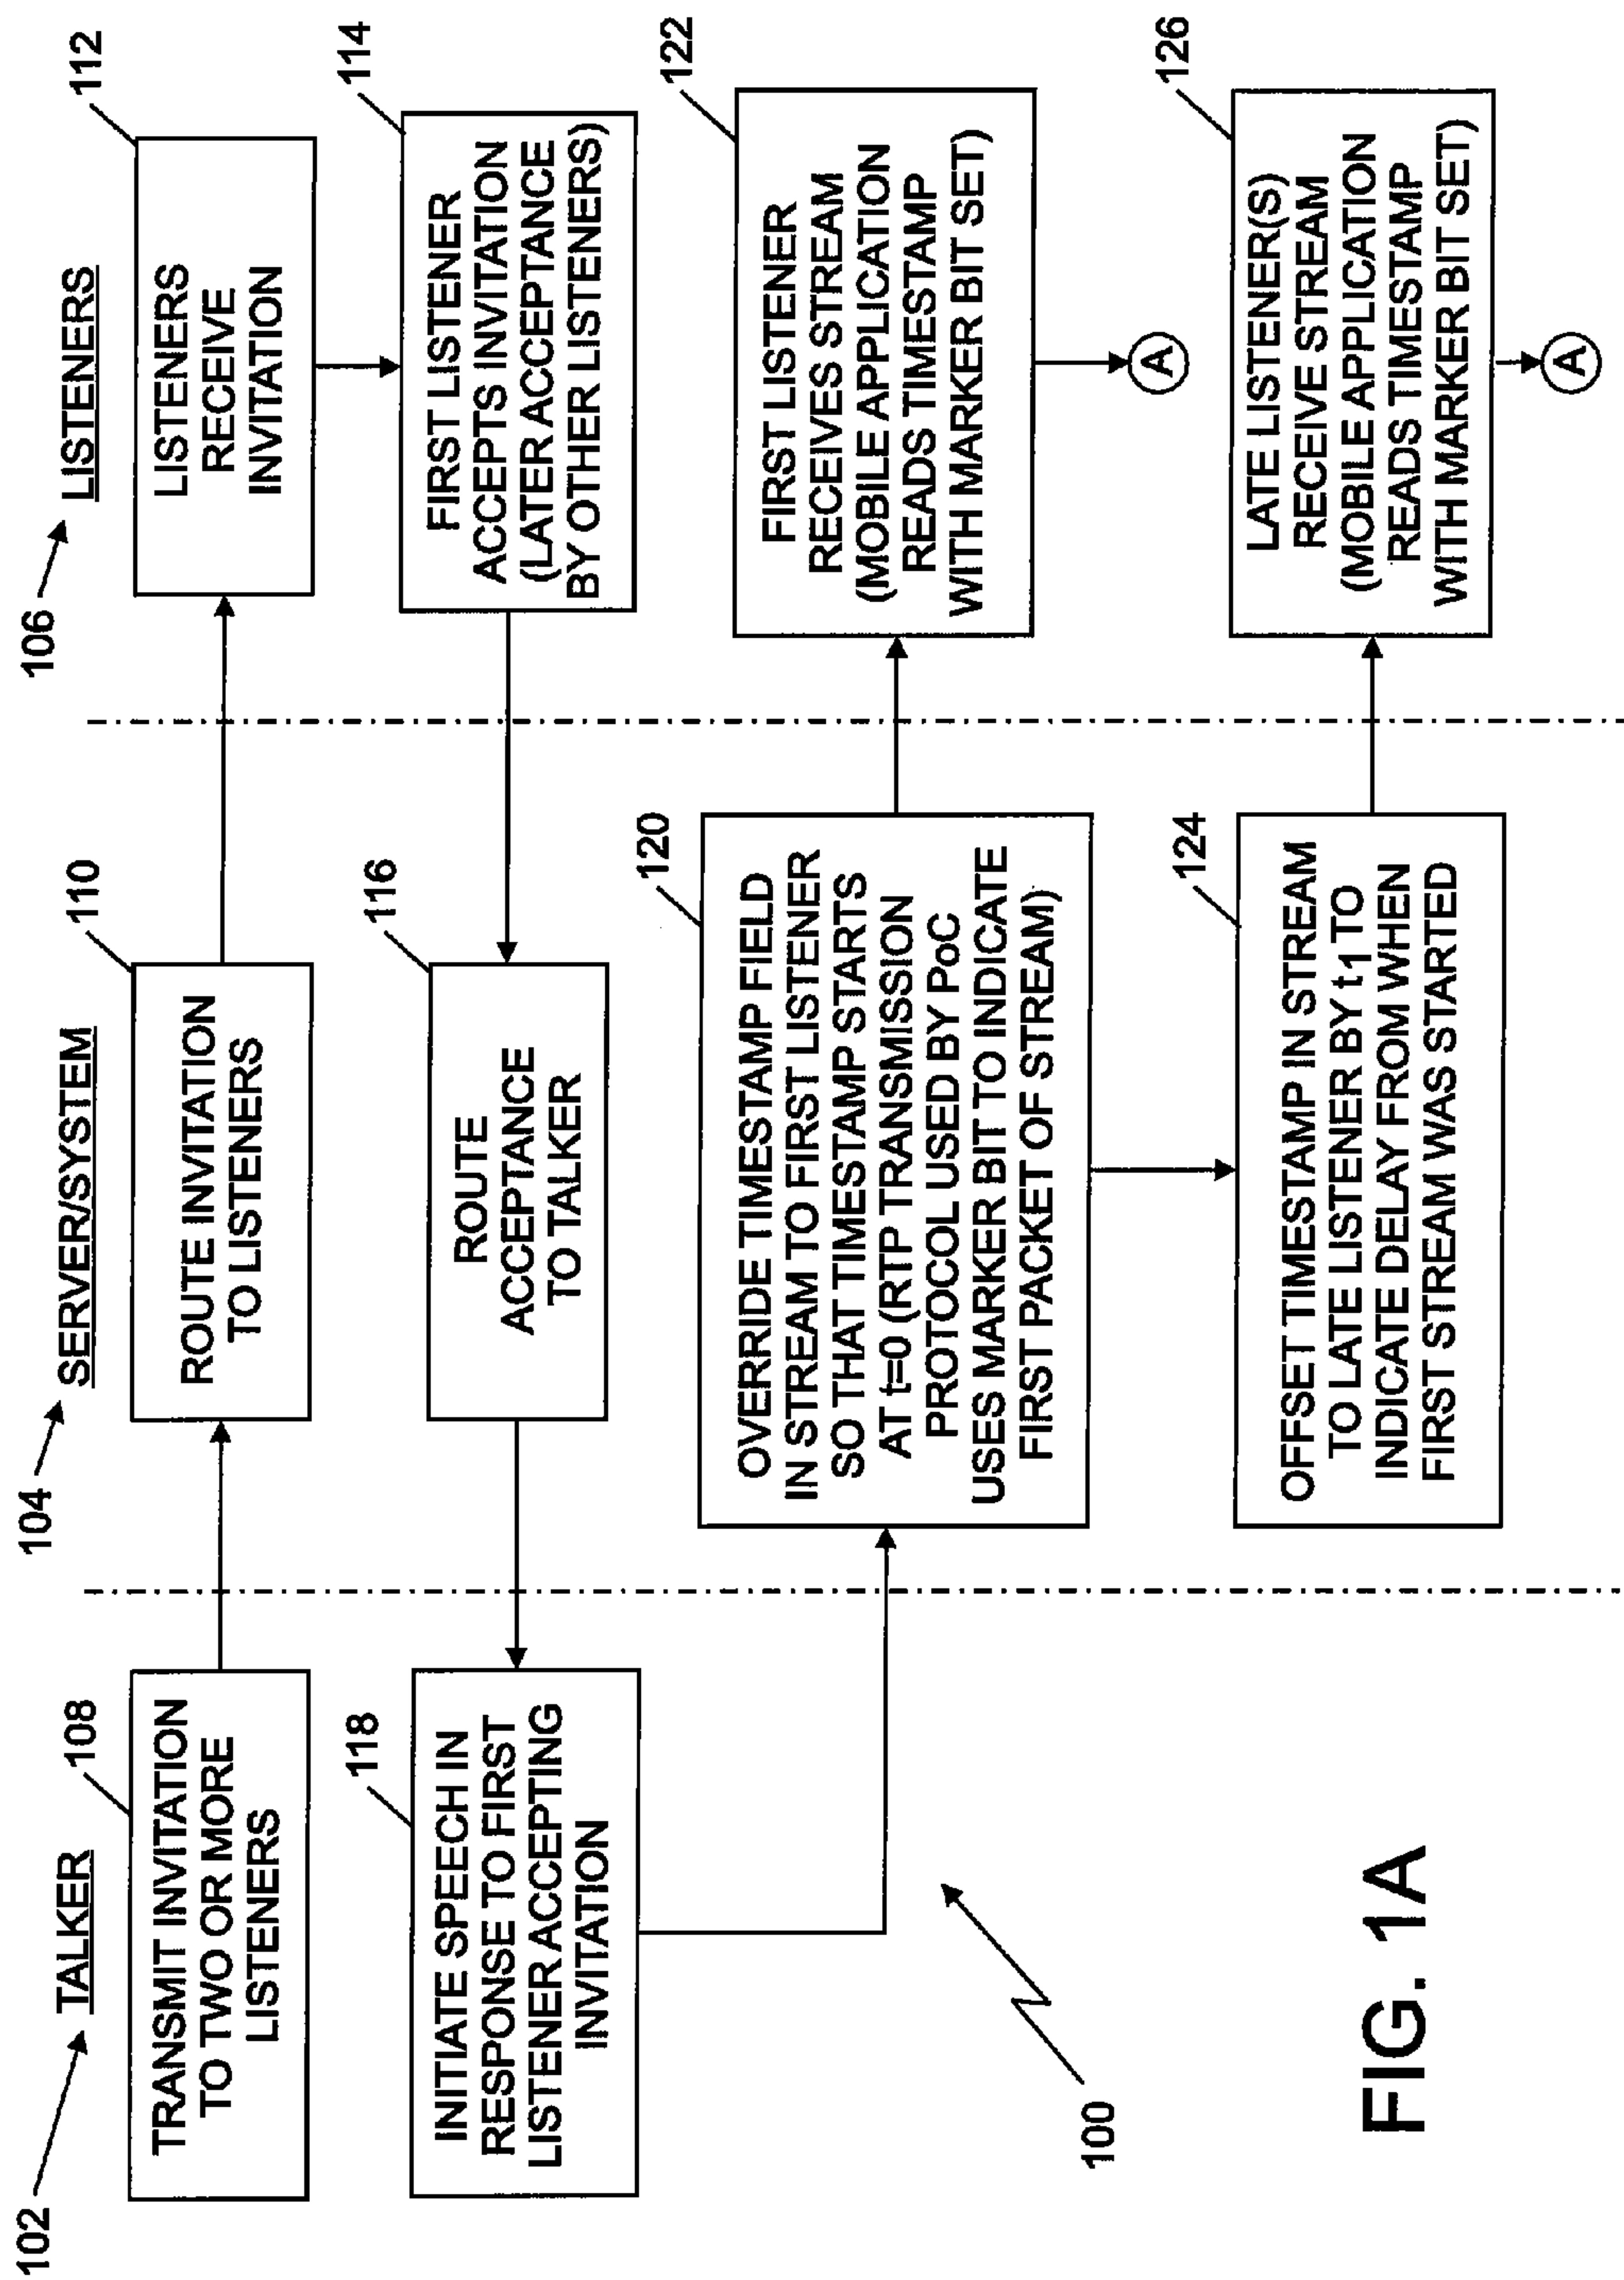 102
TALKER
104
SERVER/SYSTEM
106
LISTENERS
108
TRANSMIT INVITATION
TO TWO OR MORE
LISTENERS
110
ROUTE INVITATION
TO LISTENERS
112
LISTENERS
RECEIVE
INVITATION
114
FIRST LISTENER
ACCEPTS INVITATION
(LATER ACCEPTANCE
BY OTHER LISTENERS)
116
ROUTE
ACCEPTANCE
TO TALKER
118
INITIATE SPEECH IN
RESPONSE TO FIRST
LISTENER ACCEPTING
INVITATION
120
OVERRIDE TIMESTAMP FIELD
IN STREAM TO FIRST LISTENER
SO THAT TIMESTAMP STARTS
AT t=0 (RTP TRANSMISSION
PROTOCOL USED BY PoC
USES MARKER BIT TO INDICATE
FIRST PACKET OF STREAM)
122
FIRST LISTENER
RECEIVES STREAM
(MOBILE APPLICATION
READS TIMESTAMP
WITH MARKER BIT SET)
A
124
OFFSET TIMESTAMP IN STREAM
TO LATE LISTENER BY t1 TO
INDICATE DELAY FROM WHEN
FIRST STREAM WAS STARTED
126
LATE LISTENER(S)
RECEIVE STREAM
(MOBILE APPLICATION
READS TIMESTAMP
WITH MARKER BIT SET)
A
100
FIG. 1A